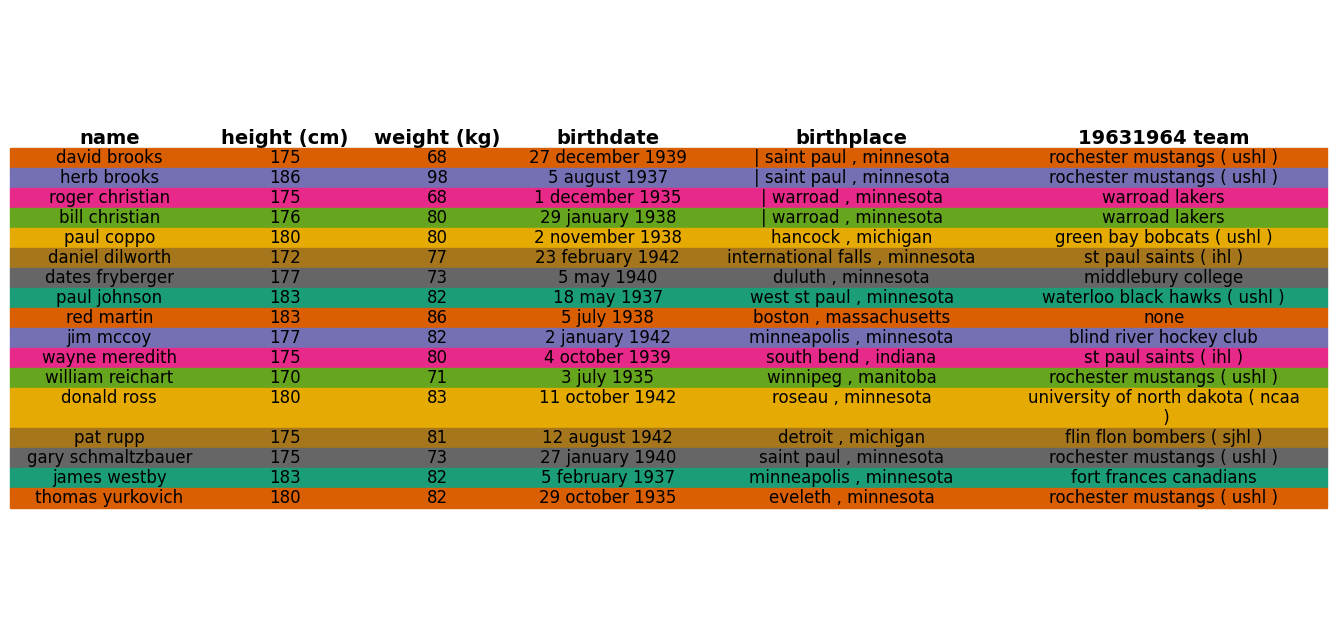 name height (cm) weight (kg) birthdate birthplace 19631964 team
david brooks 175 68 27 december 1939 | saint paul , minnesota rochester mustangs ( ushl )
herb brooks 186 98 5 august 1937 | saint paul , minnesota rochester mustangs ( ushl )
roger christian 175 68 1 december 1935 | warroad , minnesota warroad lakers
bill christian 176 80 29 january 1938 | warroad , minnesota warroad lakers
paul coppo 180 80 2 november 1938 hancock , michigan green bay bobcats ( ushl )
daniel dilworth 172 77 23 february 1942 international falls , minnesota st paul saints ( ihl )
dates fryberger 177 73 5 may 1940 duluth , minnesota middlebury college
paul johnson 183 82 18 may 1937 west st paul , minnesota waterloo black hawks ( ushl )
red martin 183 86 5 july 1938 boston , massachusetts none
jim mccoy 177 82 2 january 1942 minneapolis , minnesota blind river hockey club
wayne meredith 175 80 4 october 1939 south bend , indiana st paul saints ( ihl )
william reichart 170 71 3 july 1935 winnipeg , manitoba rochester mustangs ( ushl )
donald ross 180 83 11 october 1942 roseau , minnesota university of north dakota ( ncaa
)
pat rupp 175 81 12 august 1942 detroit , michigan flin flon bombers ( sjhl )
gary schmaltzbauer 175 73 27 january 1940 saint paul , minnesota rochester mustangs ( ushl )
james westby 183 82 5 february 1937 minneapolis , minnesota fort frances canadians
thomas yurkovich 180 82 29 october 1935 eveleth , minnesota rochester mustangs ( ushl )